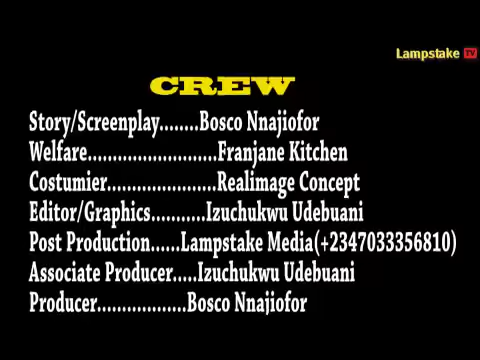 Lampstake TV
CREW
Story/Screenplay........Bosco Nnajiofor
Welfare..........................Franjane Kitchen
Costumier......................Realimage Concept
Editor/Graphics...........Izuchukwu Udebuani
Post Production......Lampstake Media(+2347033356810)
Associate Producer.....Izuchukwu Udebuani
Producer..................Bosco Nnajiofor